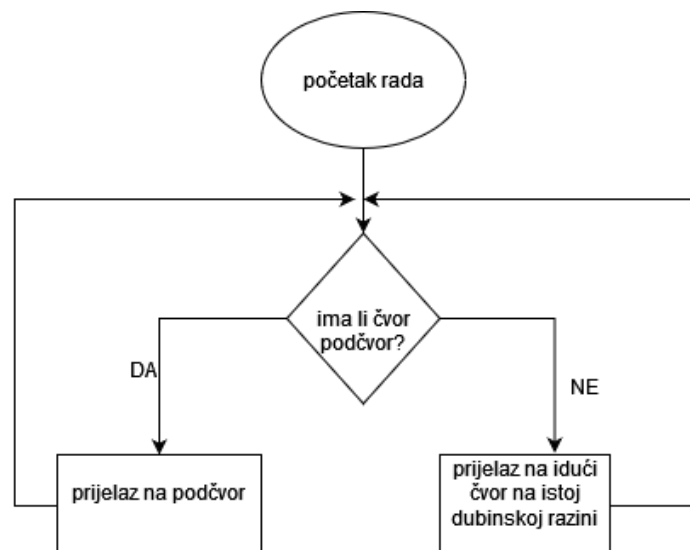 početak rada
ima li čvor
podčvor?
DA
NE
prijelaz na podčvor
prijelaz na idući
čvor na istoj
dubinskoj razini